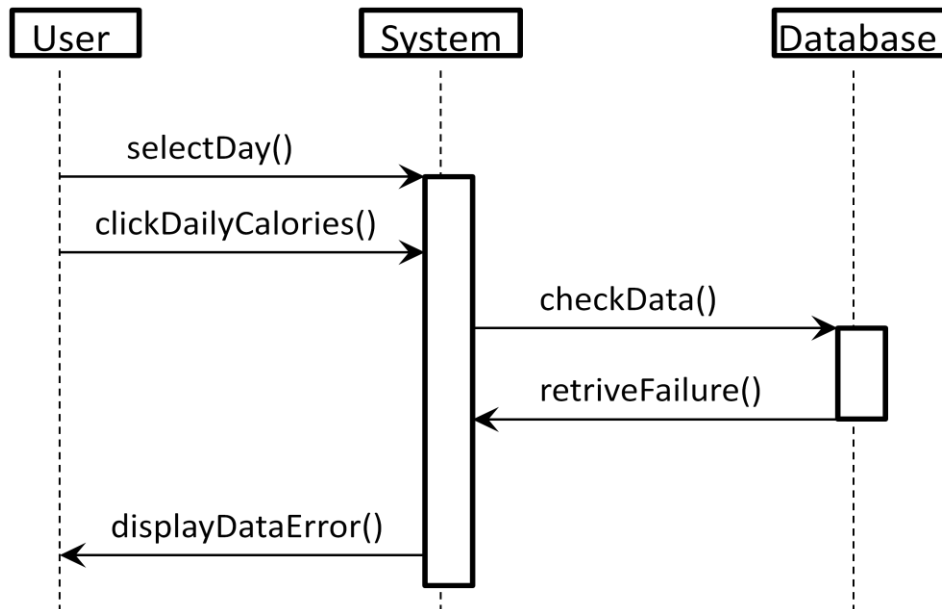 User
System
Database
selectDay()
clickDailyCalories()
checkData()
retriveFailure()
displayDataError()